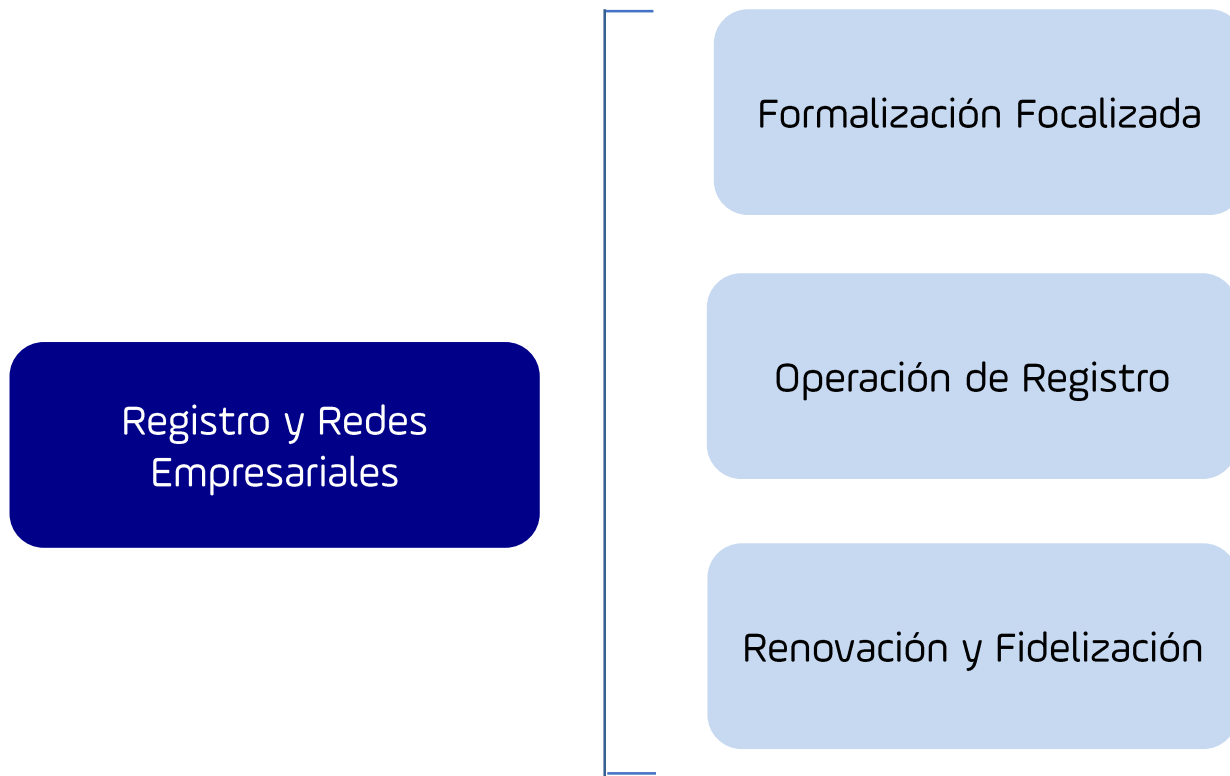 Formalización Focalizada
Operación de Registro
Registro y Redes
Empresariales
Renovación y Fidelización